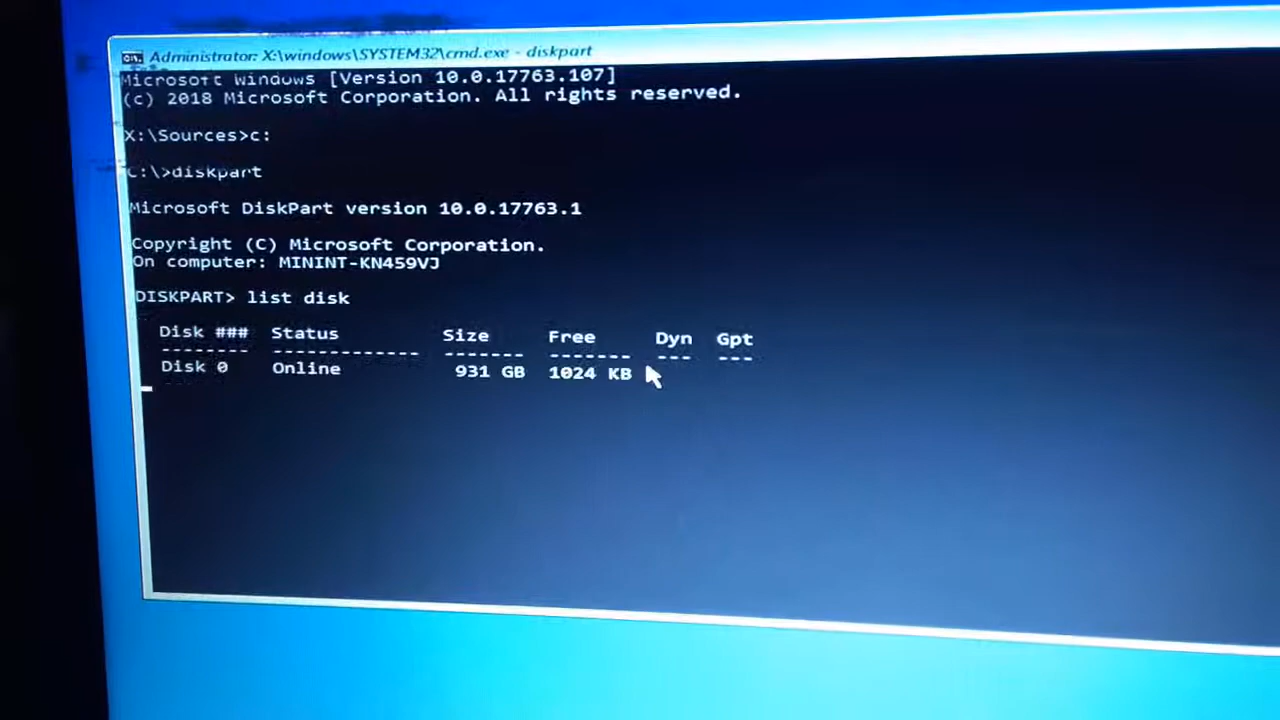 Administrator: X:\windows\SYSTEM32\cmd.exe - diskpart
Microsoft Windows [Version 10.0.17763.107]
(c) 2018 Microsoft Corporation. All rights reserved.
X:\Sources>c:
C:\>diskpart
Microsoft DiskPart version 10.0.17763.1
Copyright (C) Microsoft Corporation.
On computer: MININT-KN459VJ
DISKPART> list disk
Disk ### Status Size Free Dyn Gpt
-------- ------------- ------- ------- --- ---
Disk 0 Online 931 GB 1024 KB